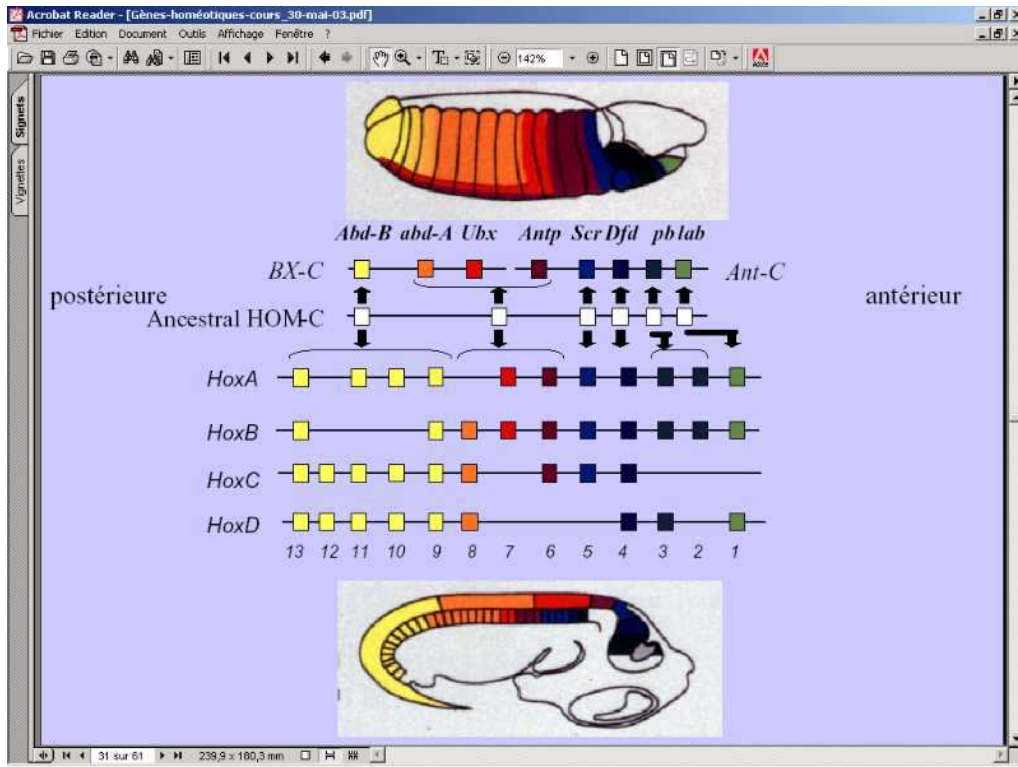 Acrobat Reader - [Gènes-homéotiques-cours_30-mai-03.pdf]
Fichier Edition Document Outils Affichage Fenêtre ?
142%
Signets
Vignettes
Abd-B abd-A Ubx Antp Scr Dfd pb lab
BX-C Ant-C
postérieure antérieur
Ancestral HOM-C
HoxA
HoxB
HoxC
HoxD
13 12 11 10 9 8 7 6 5 4 3 2 1
31 sur 61 239,9 x 180,3 mm